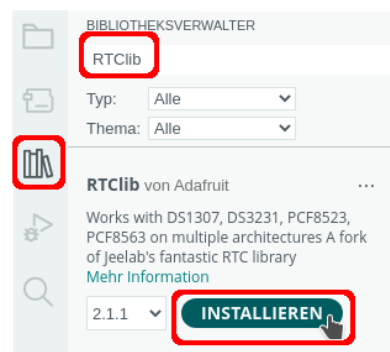 BIBLIOTHEKSVERWALTER
RTClib
Typ: Alle
Thema: Alle
RTClib von Adafruit ...
Works with DS1307, DS3231, PCF8523,
PCF8563 on multiple architectures A fork
of Jeelab's fantastic RTC library
Mehr Information
2.1.1 INSTALLIEREN